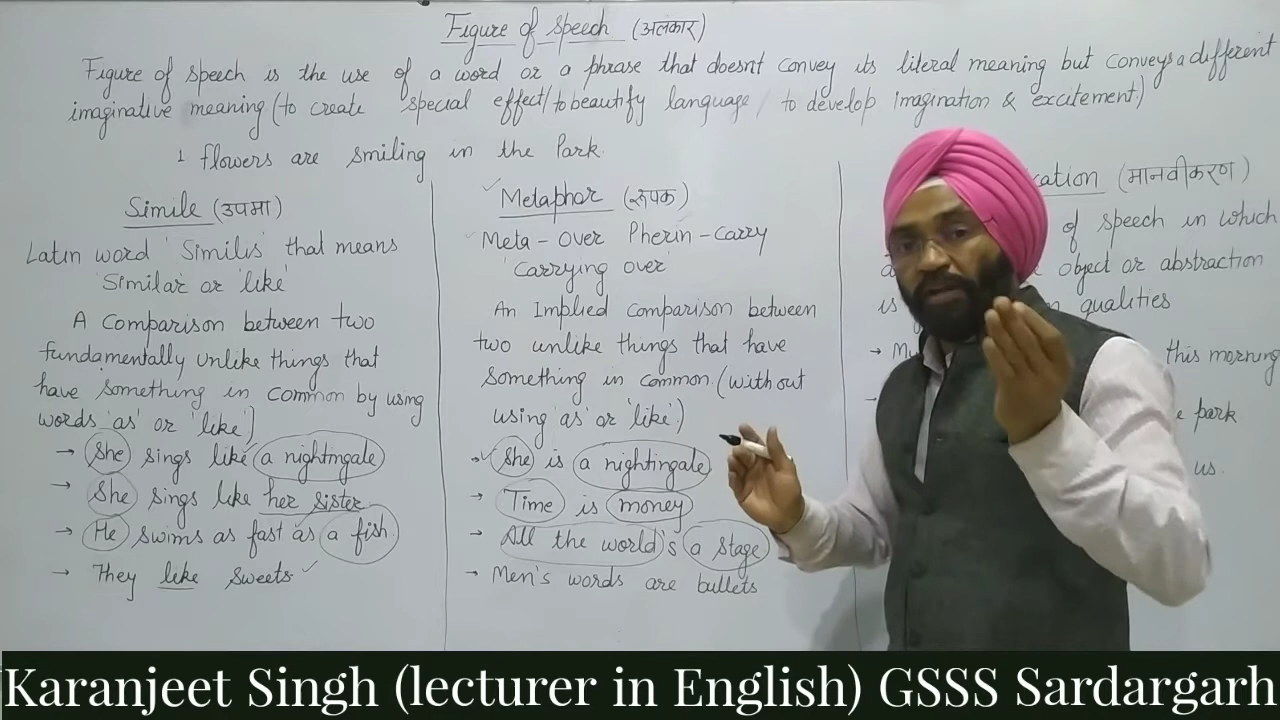 Figure of speech (अलंकार)
Figure of speech is the use of a word or a phrase that doesn't convey its literal meaning but conveys a different
imaginative meaning (to create special effect/to beautify language/ to develop imagination & excitement)
1 flowers are smiling in the Park
Simile (उपमा)
Latin word 'Similis' that means
'Similar or 'like'
A Comparison between two
fundamentally unlike things that
have something in common by using
words 'as' or 'like')
→ She sings like a nightingale
→ She sings like her sister
→ He swims as fast as a fish
→ They like sweets
Metaphor (रूपक)
Meta - Over Pherin - Carry
'Carrying over'
An Implied comparison between
two unlike things that have
something in common (without
using 'as' or 'like')
→ She is a nightingale
→ Time is money
→ All the world's a stage
→ Men's words are bullets
cation (मानवीकरण)
of speech in which
object or abstraction
is qualities
→ this morning
park
us.
Karanjeet Singh (lecturer in English) GSSS Sardargarh